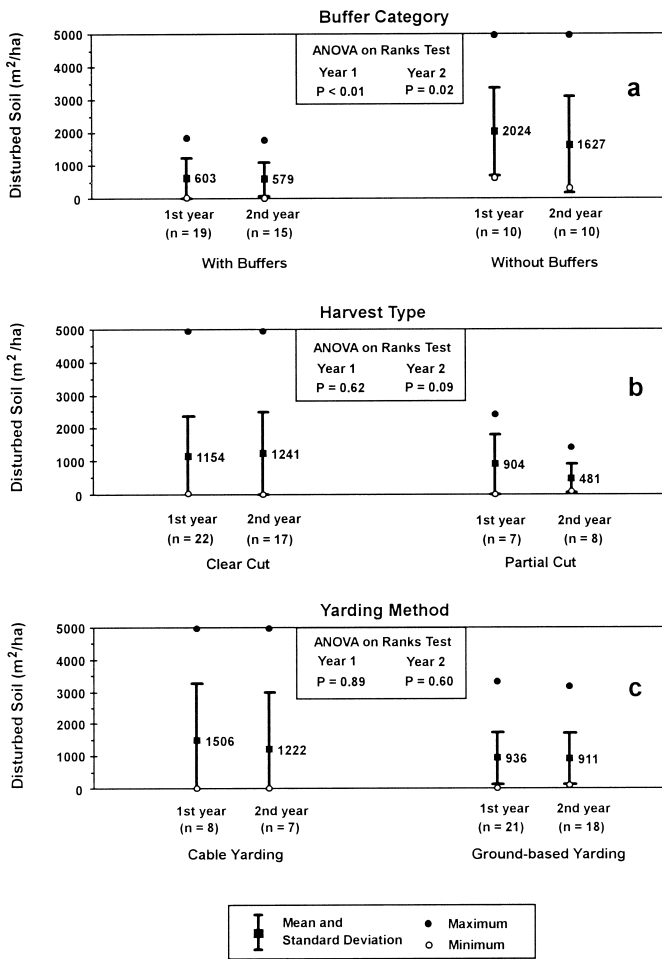 Buffer Category
Disturbed Soil (m²/ha)
5000
4000
3000
2000
1000
0
ANOVA on Ranks Test
Year 1 Year 2
P < 0.01 P = 0.02
a
603 579 2024 1627
1st year 2nd year 1st year 2nd year
(n = 19) (n = 15) (n = 10) (n = 10)
With Buffers Without Buffers
Harvest Type
Disturbed Soil (m²/ha)
5000
4000
3000
2000
1000
0
ANOVA on Ranks Test
Year 1 Year 2
P = 0.62 P = 0.09
b
1154 1241 904 481
1st year 2nd year 1st year 2nd year
(n = 22) (n = 17) (n = 7) (n = 8)
Clear Cut Partial Cut
Yarding Method
Disturbed Soil (m²/ha)
5000
4000
3000
2000
1000
0
ANOVA on Ranks Test
Year 1 Year 2
P = 0.89 P = 0.60
c
1506 1222 936 911
1st year 2nd year 1st year 2nd year
(n = 8) (n = 7) (n = 21) (n = 18)
Cable Yarding Ground-based Yarding
Mean and Maximum
Standard Deviation Minimum